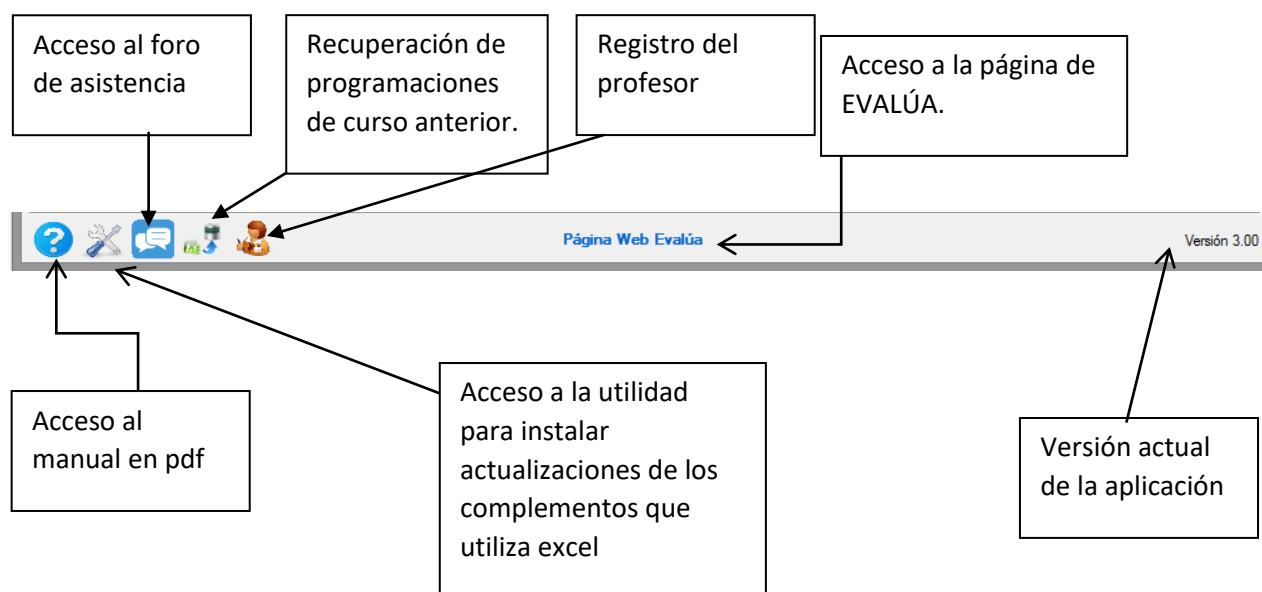 Acceso al foro
de asistencia
Recuperación de
programaciones
de curso anterior.
Registro del
profesor
Acceso a la página de
EVALÚA.
Página Web Evalúa
Versión 3.00
Acceso al
manual en pdf
Acceso a la utilidad
para instalar
actualizaciones de los
complementos que
utiliza excel
Versión actual
de la aplicación